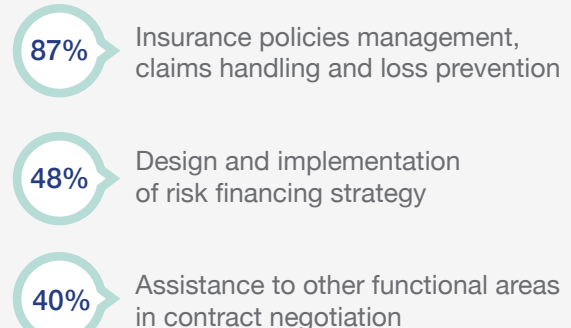 87%
Insurance policies management,
claims handling and loss prevention
48%
Design and implementation
of risk financing strategy
40%
Assistance to other functional areas
in contract negotiation